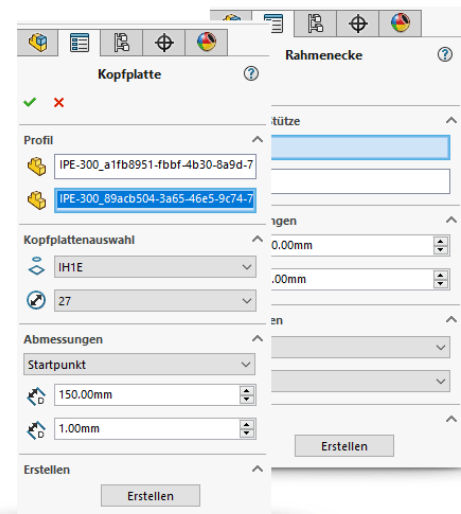 Kopfplatte
Profil
IPE-300_a1fb8951-fbbf-4b30-8a9d-7
IPE-300_89acb504-3a65-46e5-9c74-7
Kopfplattenauswahl
IH1E
27
Abmessungen
Startpunkt
150.00mm
1.00mm
Erstellen
Erstellen
Rahmenecke
tütze
ngen
0.00mm
.00mm
en
Erstellen